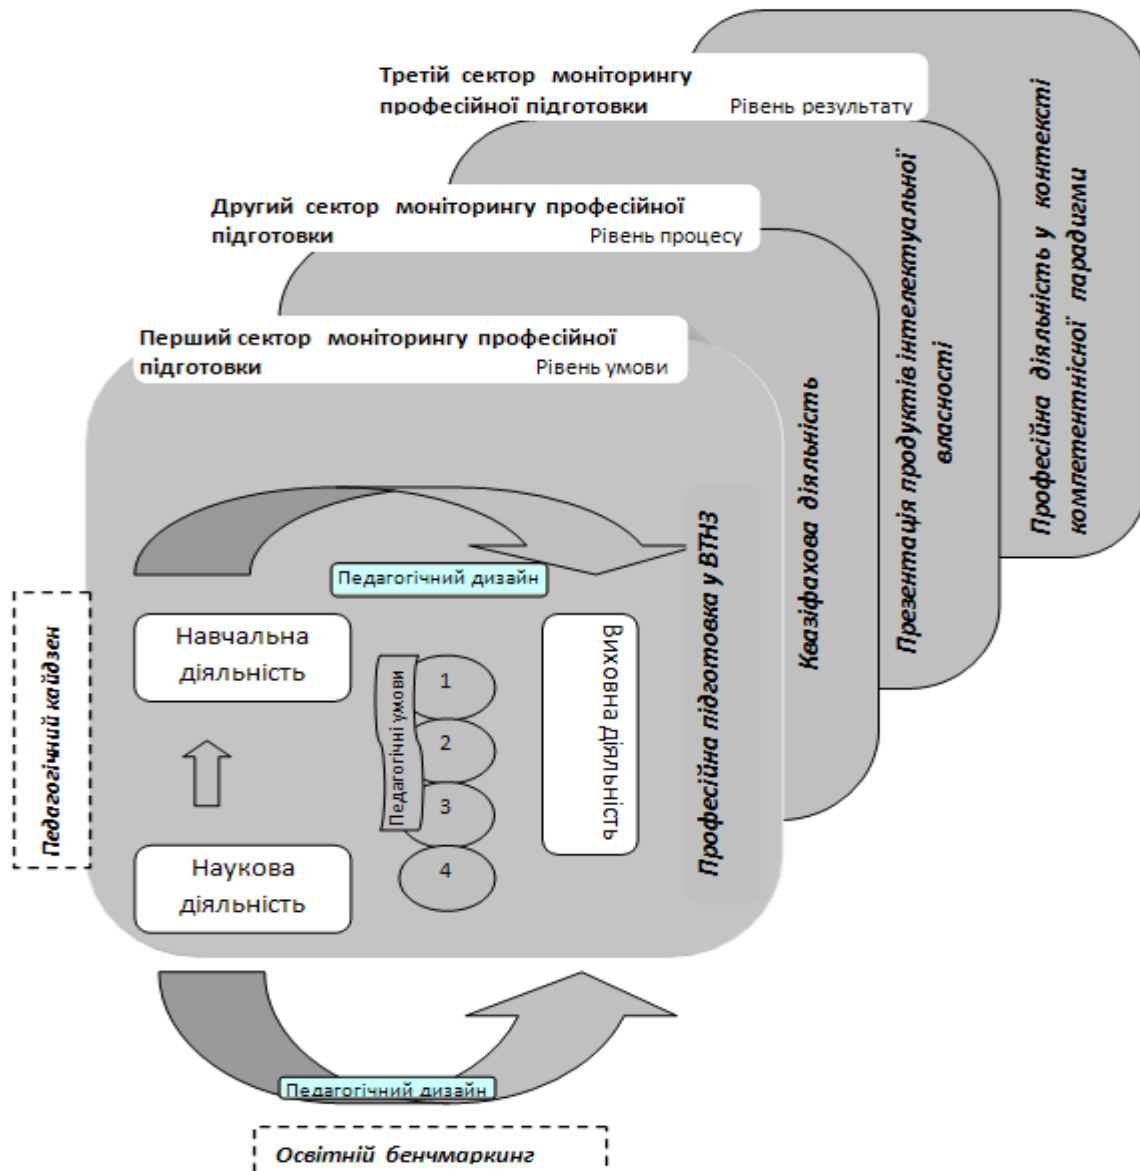 Третій сектор моніторингу
професійної підготовки Рівень результату
Другий сектор моніторингу професійної
підготовки Рівень процесу
Перший сектор моніторингу професійної
підготовки Рівень умови
Педагогічний дизайн
Педагогічний кайдзен
Навчальна
діяльність
Наукова
діяльність
Педагогічні умови
1
2
3
4
Виховна діяльність
Професійна підготовка у ВТНЗ
Квазіфахова діяльність
Презентація продуктів інтелектуальної
власності
Професійна діяльність у контексті
компетентнісної парадигми
Педагогічний дизайн
Освітній бенчмаркинг